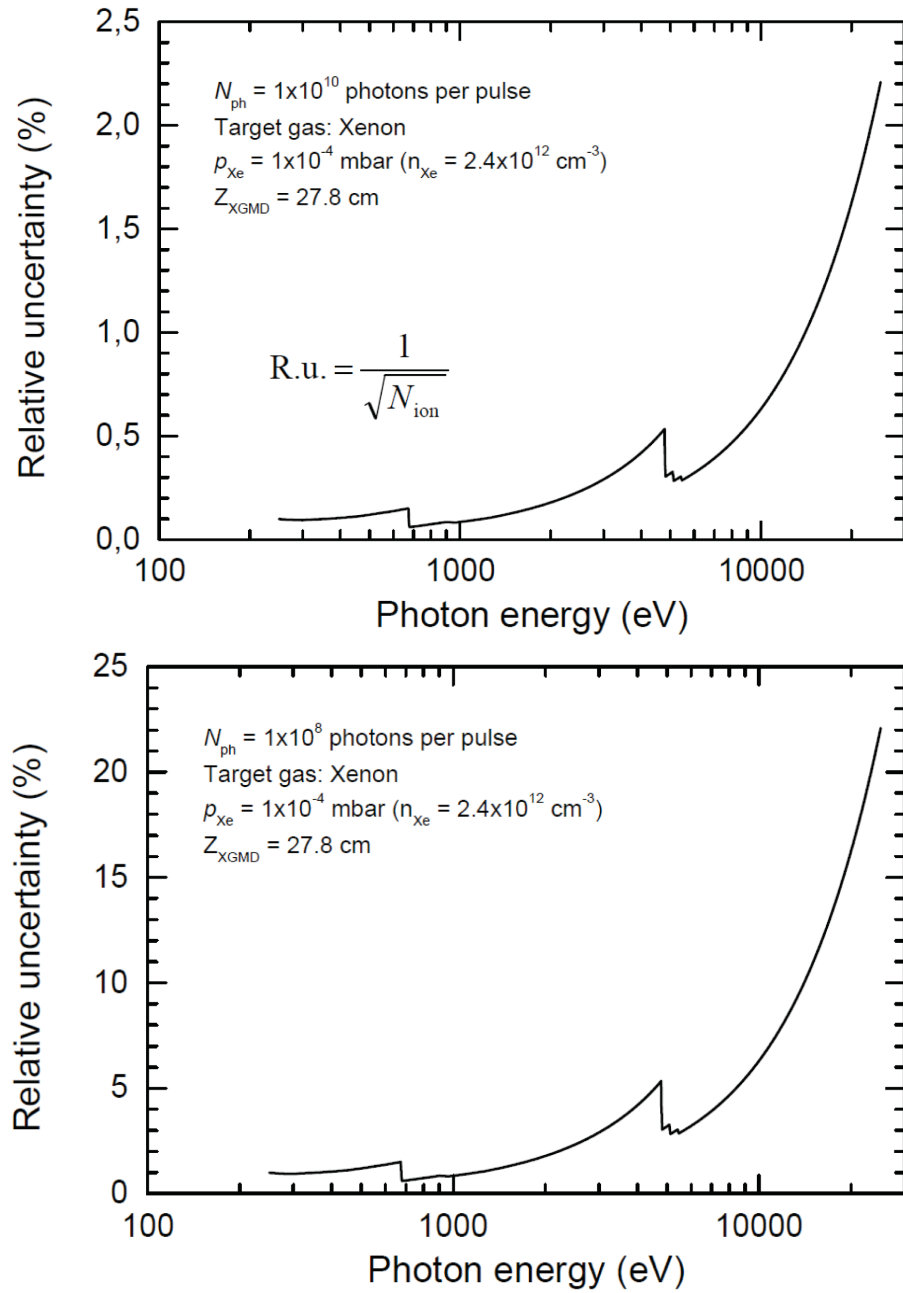 2,5
2,0
1,5
1,0
0,5
0,0
Relative uncertainty (%)
N_ph = 1x10^10 photons per pulse
Target gas: Xenon
p_Xe = 1x10^-4 mbar (n_Xe = 2.4x10^12 cm^-3)
Z_XGMD = 27.8 cm
R.u. = 1/√N_ion
100 1000 10000
Photon energy (eV)
25
20
15
10
5
0
Relative uncertainty (%)
N_ph = 1x10^8 photons per pulse
Target gas: Xenon
p_Xe = 1x10^-4 mbar (n_Xe = 2.4x10^12 cm^-3)
Z_XGMD = 27.8 cm
100 1000 10000
Photon energy (eV)